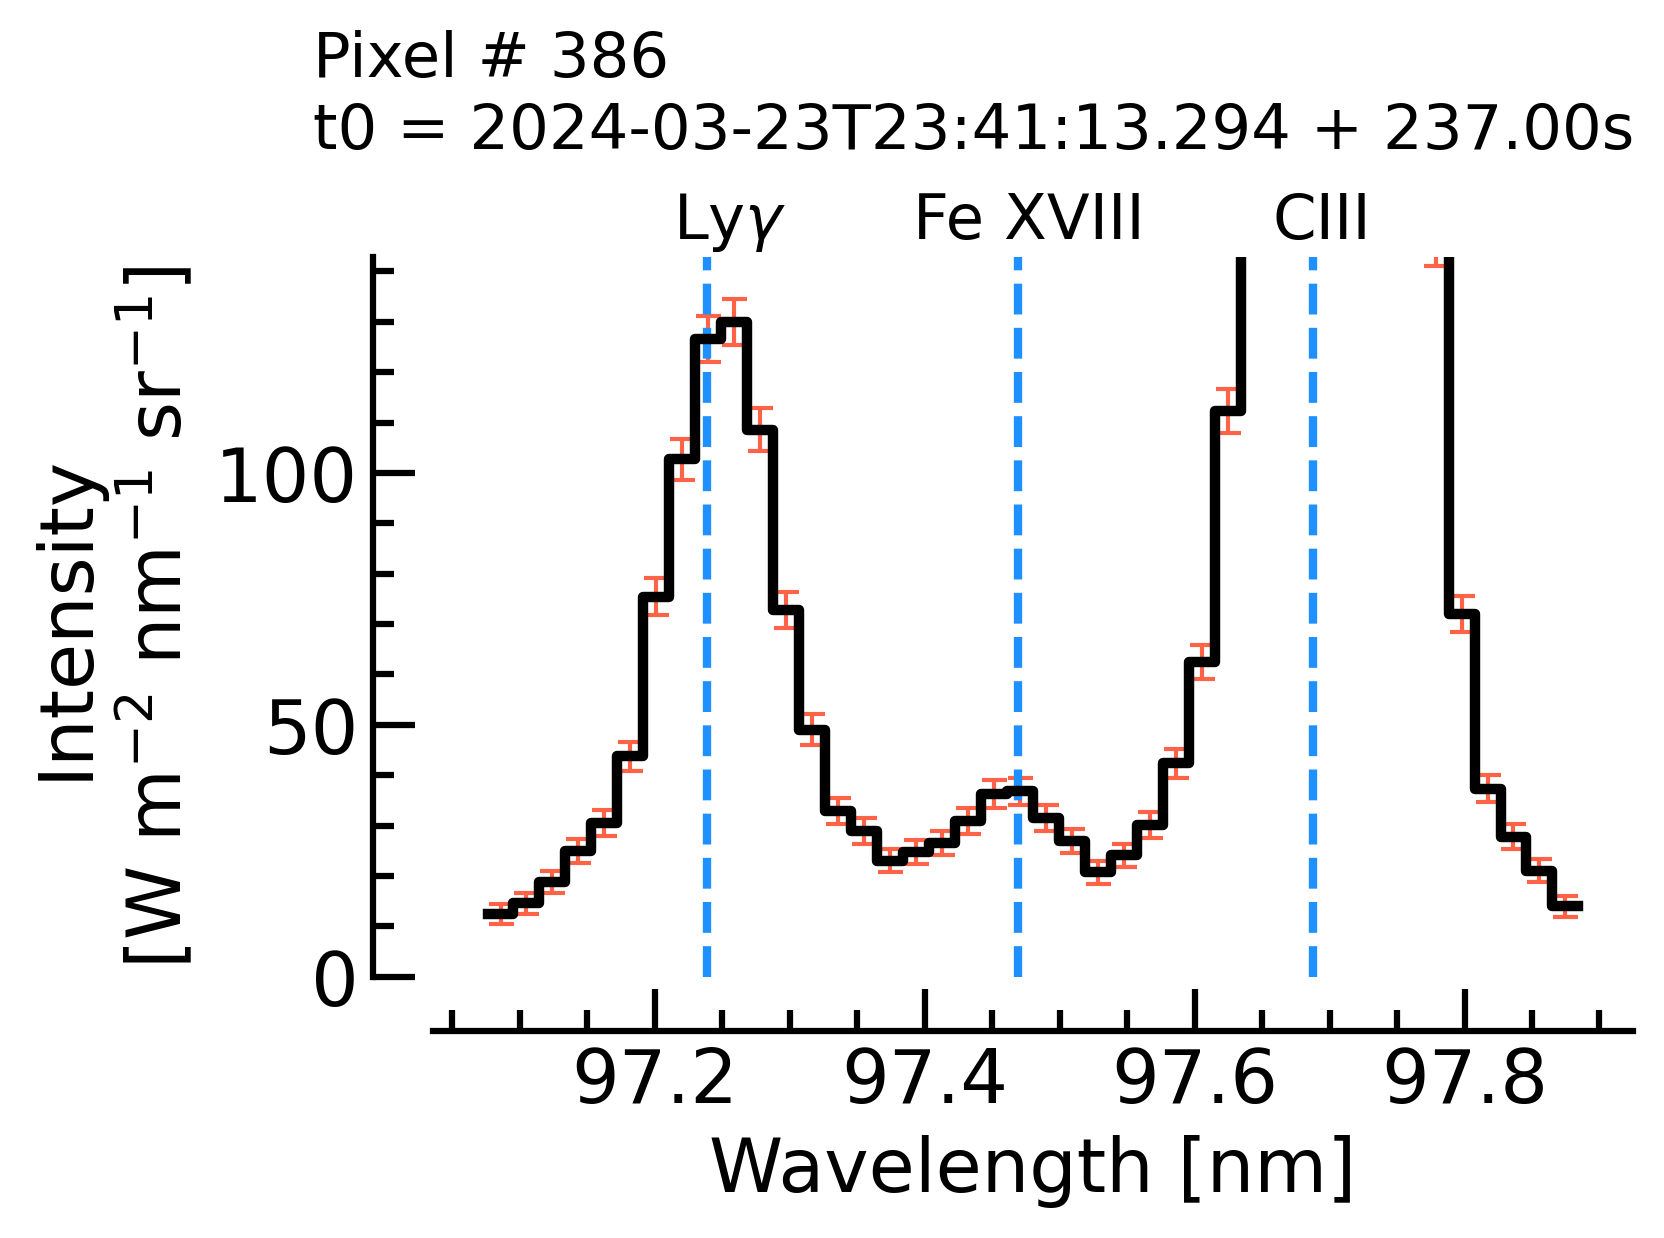 Pixel # 386
t0 = 2024-03-23T23:41:13.294 + 237.00s
Lyγ Fe XVIII CIII
Intensity
[W m⁻² nm⁻¹ sr⁻¹]
100
50
0
97.2 97.4 97.6 97.8
Wavelength [nm]